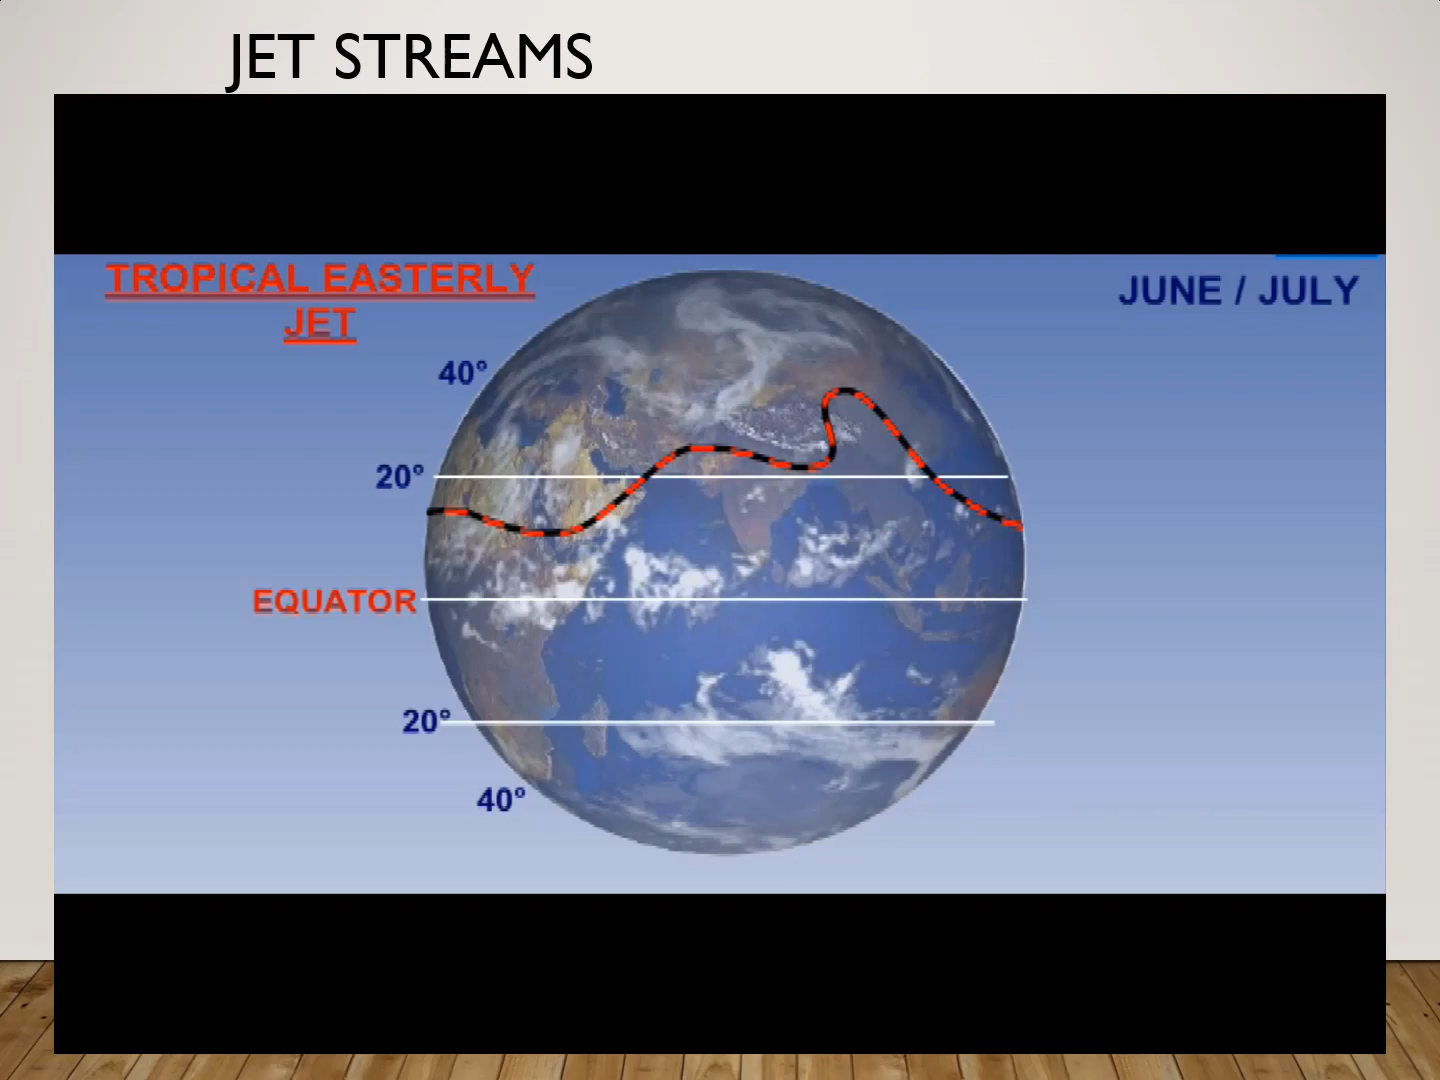 JET STREAMS
TROPICAL EASTERLY
JET
JUNE / JULY
40°
20°
EQUATOR
20°
40°